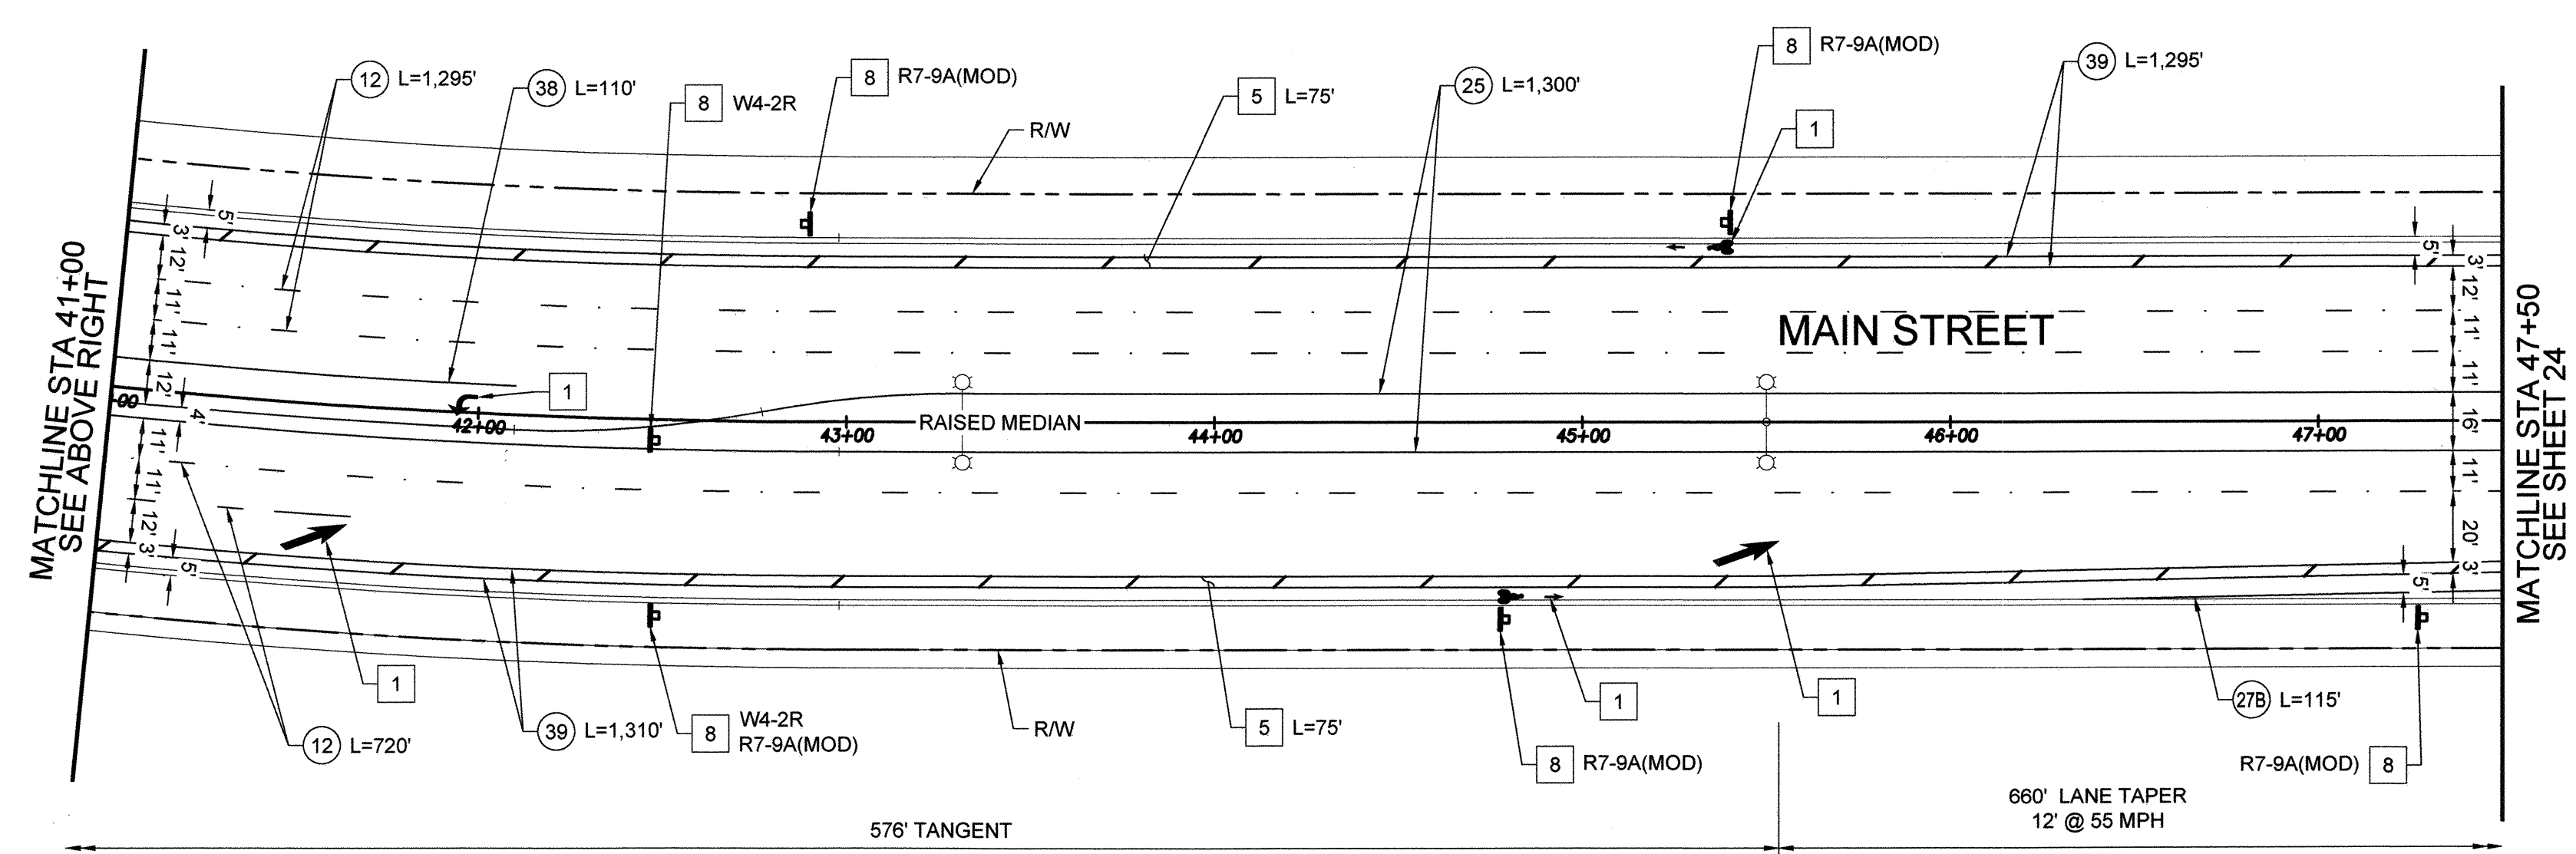 12 L=1,295'
38 L=110'
8 W4-2R
8 R7-9A(MOD)
R/W
5 L=75'
25 L=1,300'
8 R7-9A(MOD)
1
39 L=1,295'
MATCHLINE STA 41+00
SEE ABOVE RIGHT
5'
3'
12'
11'
11'
12'
4'
11'
11'
12'
3'
5'
00
42+00
1
43+00
RAISED MEDIAN
44+00
45+00
46+00
47+00
MAIN STREET
5'
3'
12'
11'
11'
16'
11'
20'
3'
5'
MATCHLINE STA 47+50
SEE SHEET 24
1
12 L=720'
39 L=1,310'
8 W4-2R
R7-9A(MOD)
R/W
5 L=75'
8 R7-9A(MOD)
1
1
27B L=115'
R7-9A(MOD) 8
576' TANGENT
660' LANE TAPER
12' @ 55 MPH